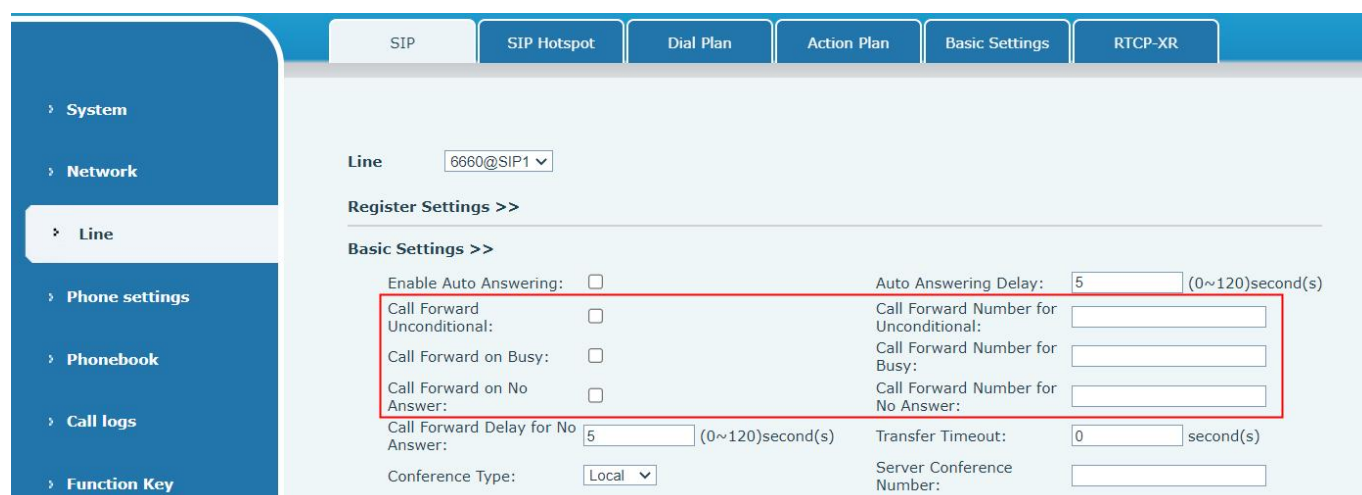 SIP
SIP Hotspot
Dial Plan
Action Plan
Basic Settings
RTCP-XR
System
Network
Line
Phone settings
Phonebook
Call logs
Function Key
Line 6660@SIP1
Register Settings >>
Basic Settings >>
Enable Auto Answering:
Auto Answering Delay: 5 (0~120)second(s)
Call Forward
Unconditional:
Call Forward Number for
Unconditional:
Call Forward on Busy:
Call Forward Number for
Busy:
Call Forward on No
Answer:
Call Forward Number for
No Answer:
Call Forward Delay for No
Answer:
5 (0~120)second(s)
Transfer Timeout: 0 second(s)
Conference Type: Local
Server Conference
Number: